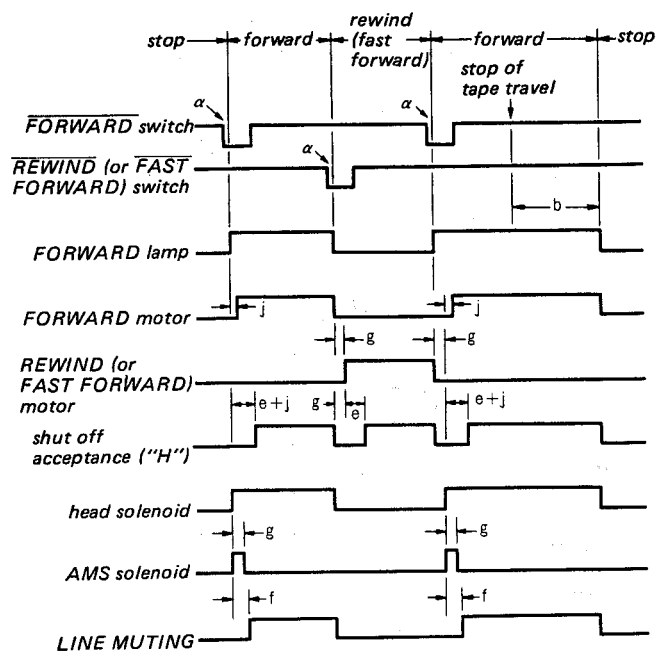 rewind
stop forward (fast forward stop
forward)
stop of
tape travel
α α
FORWARD switch
α
REWIND (or FAST
FORWARD) switch
b
FORWARD lamp
j j
FORWARD motor
g g
REWIND (or
FAST FORWARD)
motor
e+j g e e+j
shut off
acceptance ("H")
head solenoid
g g
AMS solenoid
f f
LINE MUTING